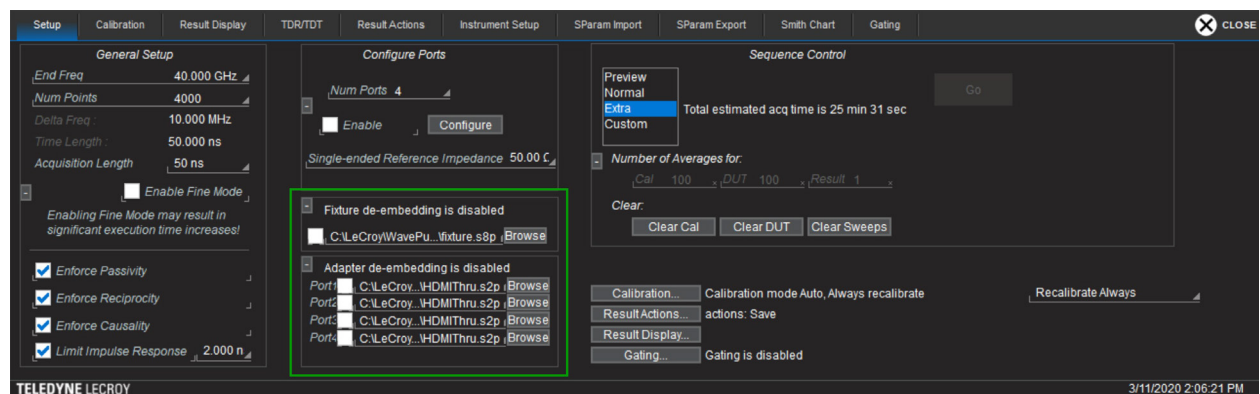 Setup Calibration Result Display TDR/TDT Result Actions Instrument Setup SParam Import SParam Export Smith Chart Gating CLOSE
General Setup
End Freq 40.000 GHz
Num Points 4000
Delta Freq : 10.000 MHz
Time Length : 50.000 ns
Acquisition Length 50 ns
Enable Fine Mode
Enabling Fine Mode may result in
significant execution time increases!
Enforce Passivity
Enforce Reciprocity
Enforce Causality
Limit Impulse Response 2.000 n
Configure Ports
Num Ports 4
Enable Configure
Single-ended Reference Impedance 50.00 Ω
Fixture de-embedding is disabled
C:\LeCroy\WavePu...\fixture.s8p Browse
Adapter de-embedding is disabled
Port1 C:\LeCroy...\HDMIThru.s2p Browse
Port2 C:\LeCroy...\HDMIThru.s2p Browse
Port3 C:\LeCroy...\HDMIThru.s2p Browse
Port4 C:\LeCroy...\HDMIThru.s2p Browse
Sequence Control
Preview
Normal
Extra
Custom
Total estimated acq time is 25 min 31 sec
Go
Number of Averages for:
Cal 100 x DUT 100 x Result 1 x
Clear:
Clear Cal Clear DUT Clear Sweeps
Calibration... Calibration mode Auto, Always recalibrate Recalibrate Always
Result Actions... actions: Save
Result Display...
Gating... Gating is disabled
TELEDYNE LECROY 3/11/2020 2:06:21 PM